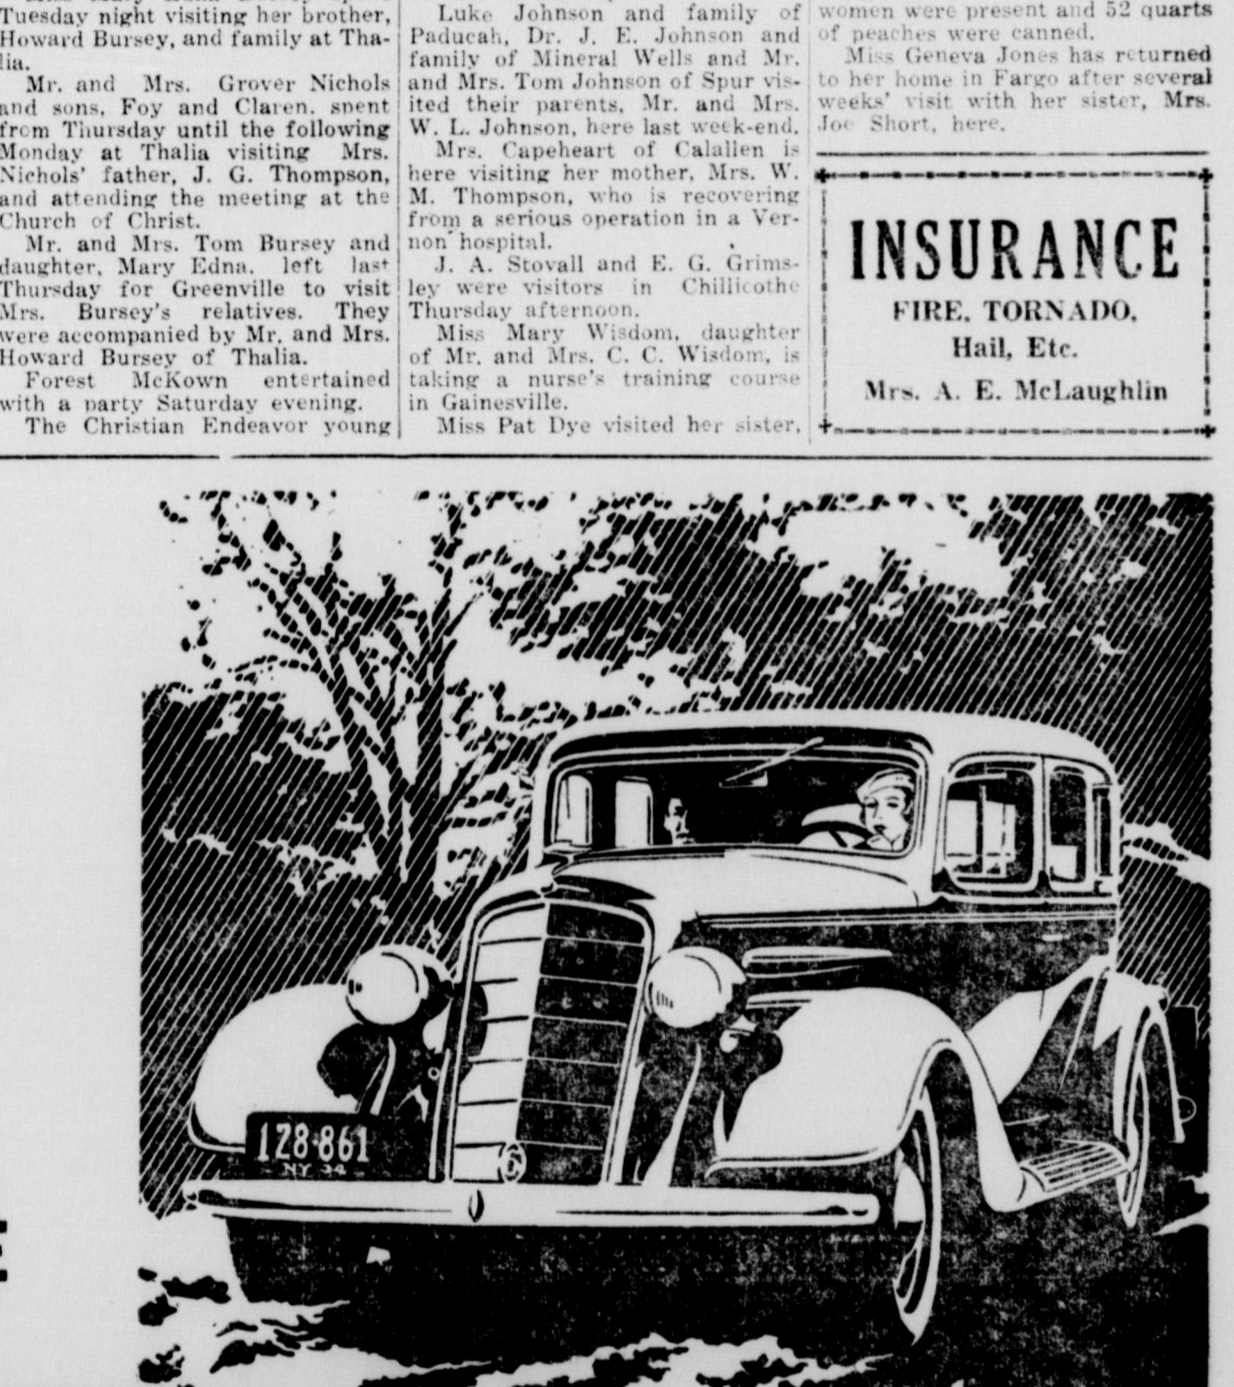 Tuesday night visiting her brother,
Howard Bursey, and family at Tha-
lia.
Mr. and Mrs. Grover Nichols
and sons, Foy and Claren. spent
from Thursday until the following
Monday at Thalia visiting Mrs.
Nichols' father, J. G. Thompson,
and attending the meeting at the
Church of Christ.
Mr. and Mrs. Tom Bursey and
daughter, Mary Edna. left last
Thursday for Greenville to visit
Mrs. Bursey's relatives. They
were accompanied by Mr. and Mrs.
Howard Bursey of Thalia.
Forest McKown entertained
with a party Saturday evening.
The Christian Endeavor young
Luke Johnson and family of
Paducah, Dr. J. E. Johnson and
family of Mineral Wells and Mr.
and Mrs. Tom Johnson of Spur vis-
ited their parents, Mr. and Mrs.
W. L. Johnson, here last week-end.
Mrs. Capeheart of Calallen is
here visiting her mother, Mrs. W.
M. Thompson, who is recovering
from a serious operation in a Ver-
non hospital.
J. A. Stovall and E. G. Grims-
ley were visitors in Chillicothe
Thursday afternoon.
Miss Mary Wisdom, daughter
of Mr. and Mrs. C. C. Wisdom, is
taking a nurse's training course
in Gainesville.
Miss Pat Dye visited her sister,
women were present and 52 quarts
of peaches were canned.
Miss Geneva Jones has returned
to her home in Fargo after several
weeks' visit with her sister, Mrs.
Joe Short, here.
INSURANCE
FIRE, TORNADO,
Hail, Etc.
Mrs. A. E. McLaughlin
128-861
NY 34